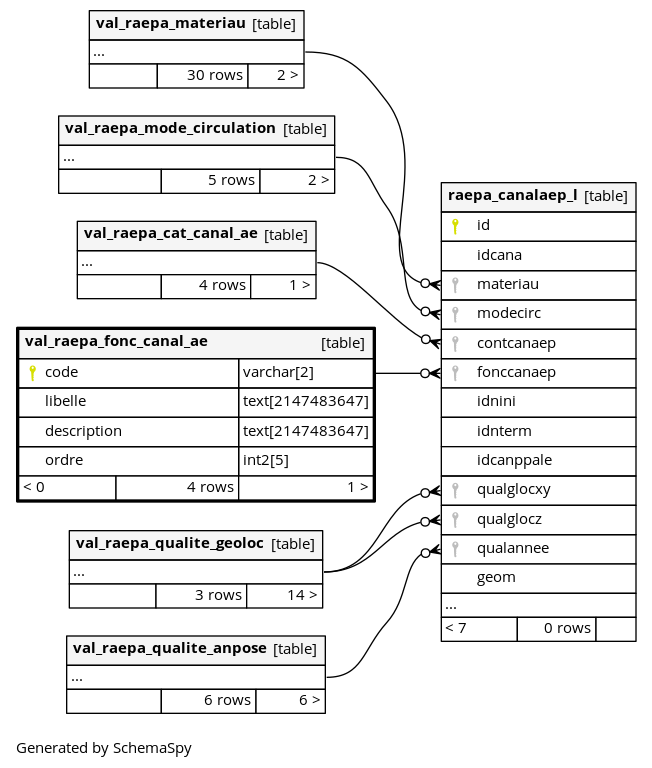 val_raepa_materiau [table]
...
30 rows 2 >
val_raepa_mode_circulation [table]
...
5 rows 2 >
val_raepa_cat_canal_ae [table]
...
4 rows 1 >
val_raepa_fonc_canal_ae [table]
code varchar[2]
libelle text[2147483647]
description text[2147483647]
ordre int2[5]
< 0 4 rows 1 >
val_raepa_qualite_geoloc [table]
...
3 rows 14 >
val_raepa_qualite_anpose [table]
...
6 rows 6 >
raepa_canalaep_l [table]
id
idcana
materiau
modecirc
contcanaep
fonccanaep
idnini
idnterm
idcanppale
qualglocxy
qualglocz
qualannee
geom
...
< 7 0 rows
Generated by SchemaSpy